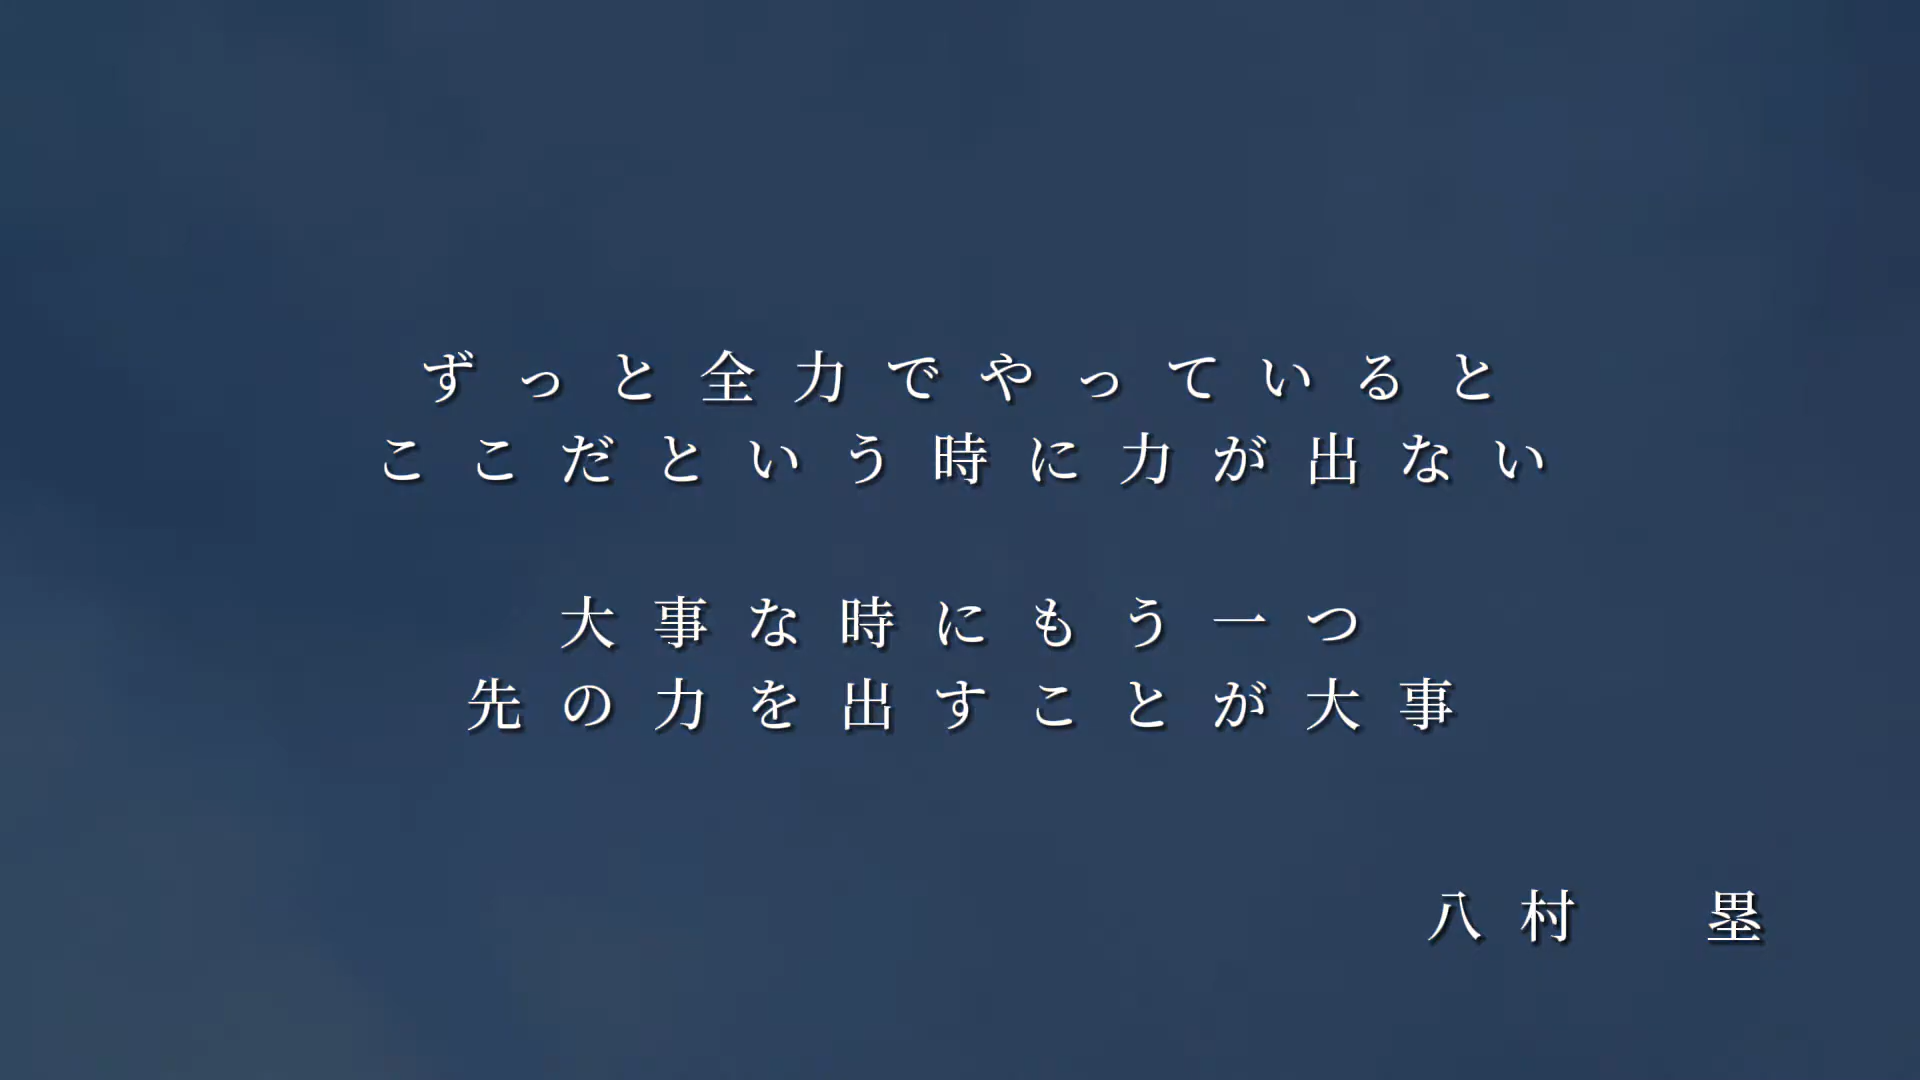 ずっと全力でやっていると
ここだという時に力が出ない
大事な時にもう一つ
先の力を出すことが大事
八村　塁